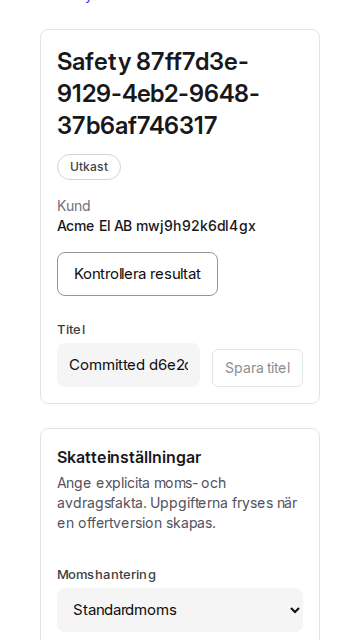 Safety 87ff7d3e-
9129-4eb2-9648-
37b6af746317
Utkast
Kund
Acme El AB mwj9h92k6dl4gx
Kontrollera resultat
Titel
Committed d6e2
Spara titel
Skatteinställningar
Ange explicita moms- och
avdragsfakta. Uppgifterna fryses när
en offertversion skapas.
Momshantering
Standardmoms